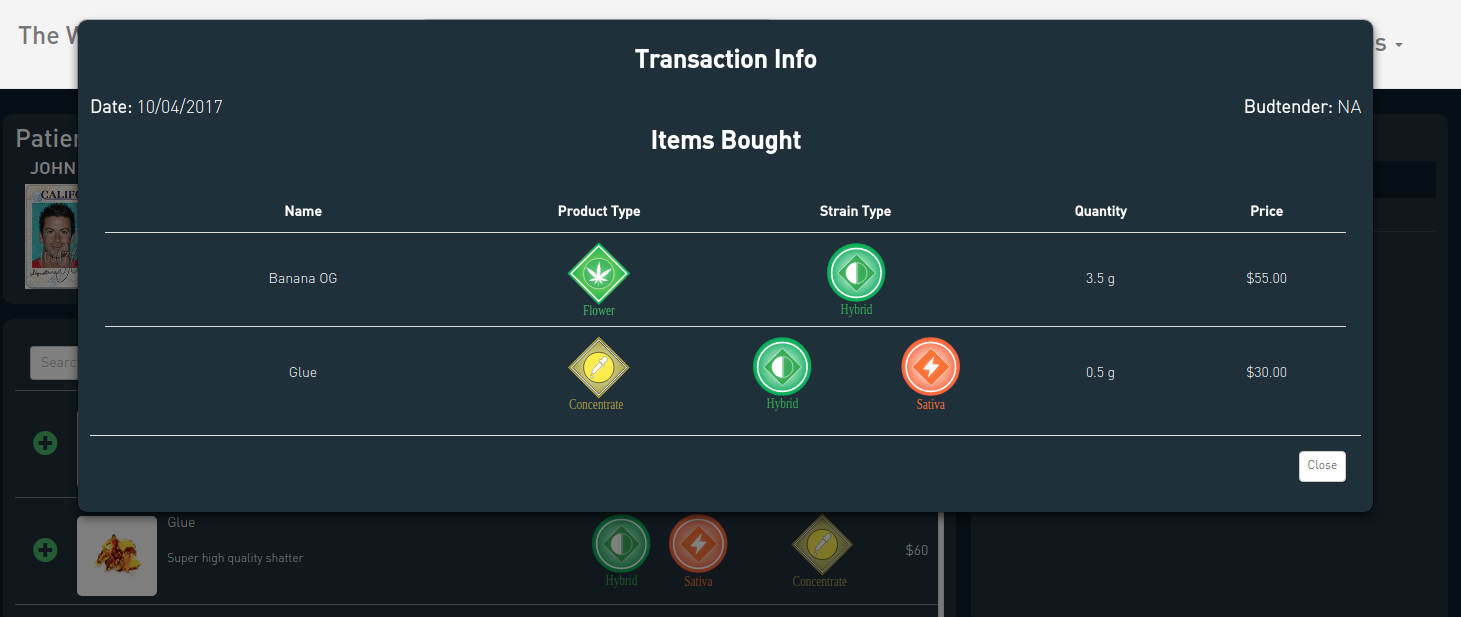 The W
s
Transaction Info
Date: 10/04/2017
Budtender: NA
Items Bought
Patien
JOHN
CALIFO
Name Product Type Strain Type Quantity Price
Banana OG Flower Hybrid 3.5 g $55.00
Glue Concentrate Hybrid Sativa 0.5 g $30.00
Searc
Close
Glue
Super high quality shatter
Hybrid Sativa Concentrate $60